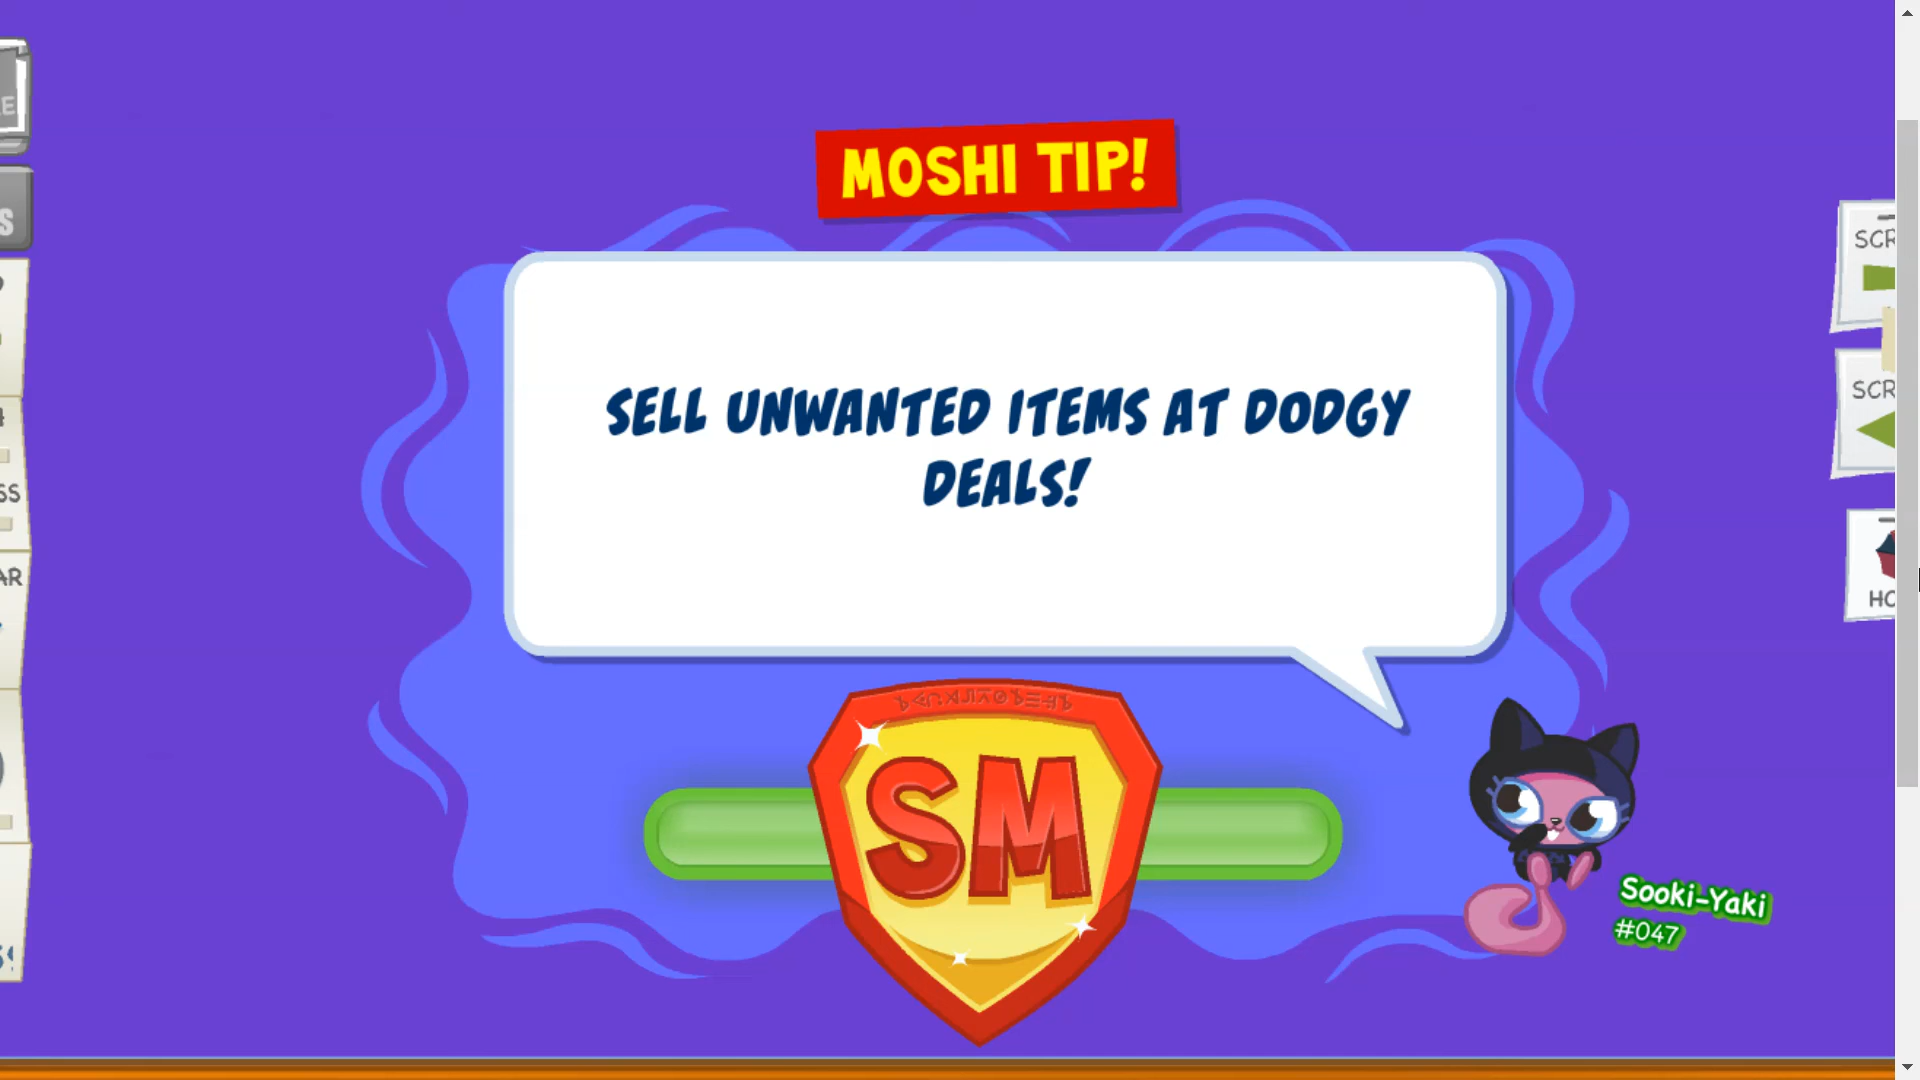 MOSHI TIP!
SELL UNWANTED ITEMS AT DODGY
DEALS!
SM
Sooki-Yaki
#047